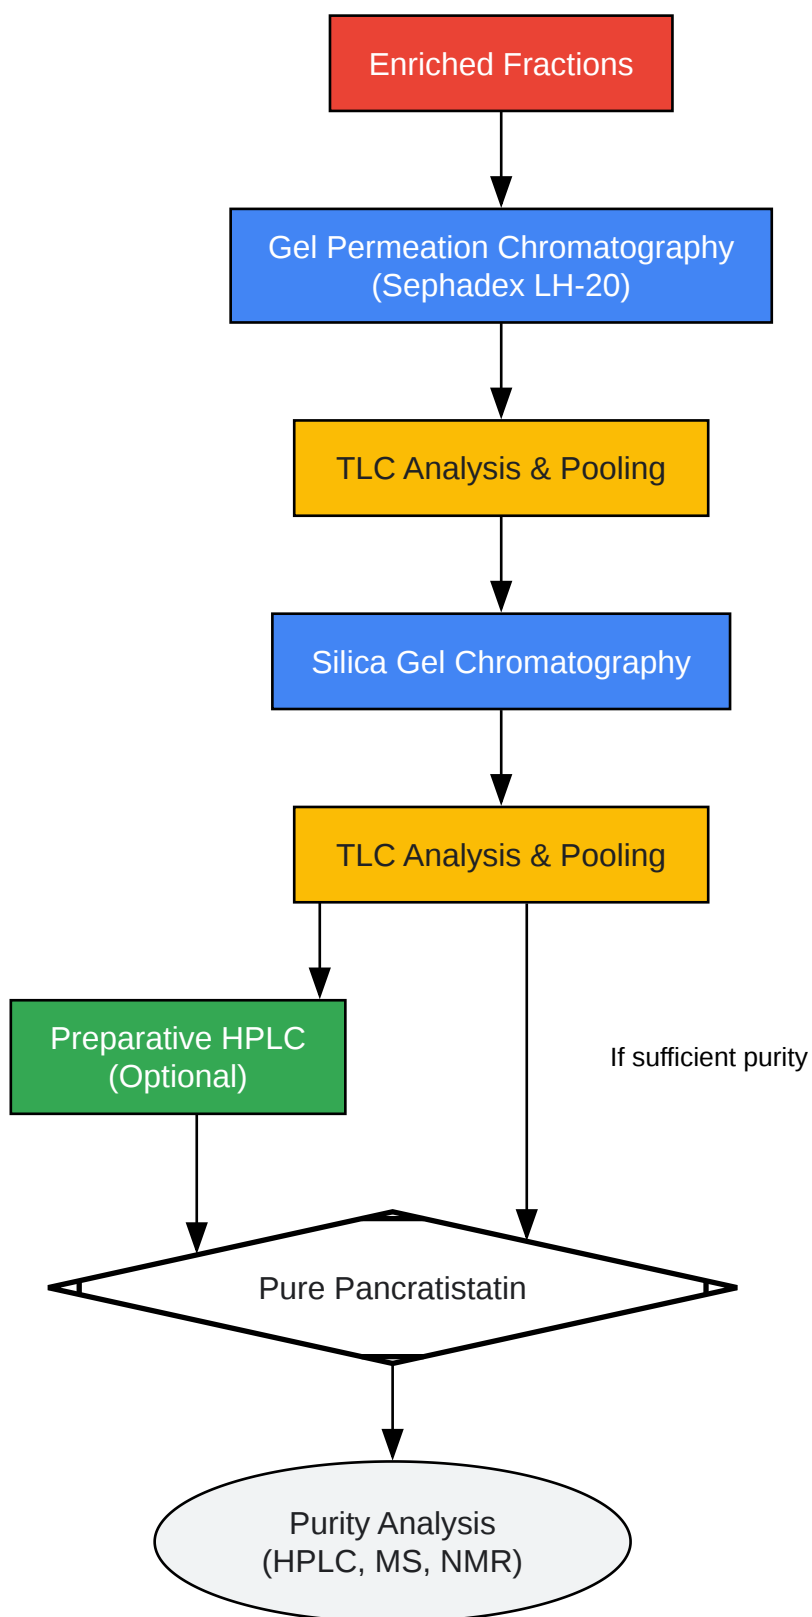 Enriched Fractions
Gel Permeation Chromatography
(Sephadex LH-20)
TLC Analysis & Pooling
Silica Gel Chromatography
TLC Analysis & Pooling
Preparative HPLC
(Optional)
If sufficient purity
Pure Pancratistatin
Purity Analysis
(HPLC, MS, NMR)